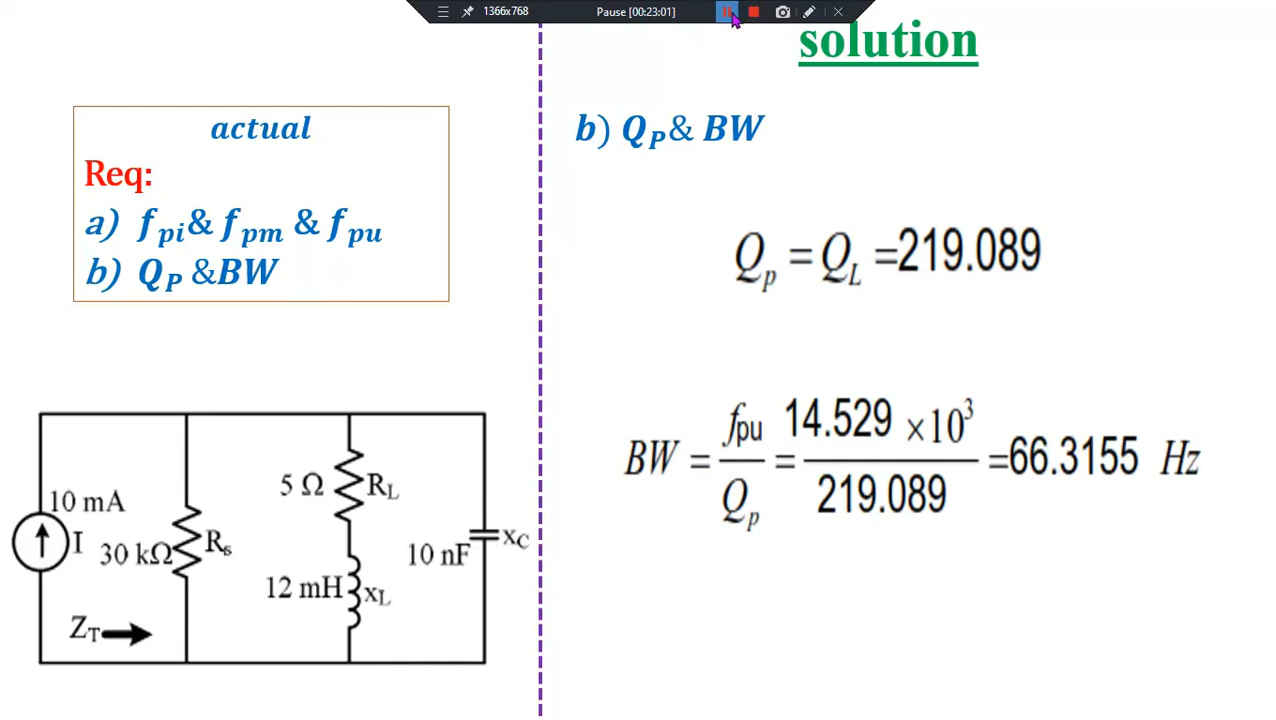 1366x768 Pause [00:23:01]
solution
actual
Req:
a) f_pi & f_pm & f_pu
b) Q_P & BW
b) Q_P & BW
Q_p = Q_L = 219.089
BW = f_pu / Q_p = 14.529 ×10³ / 219.089 = 66.3155 Hz
10 mA
I
30 kΩ
R_s
5 Ω
R_L
12 mH
x_L
10 nF
x_C
Z_T